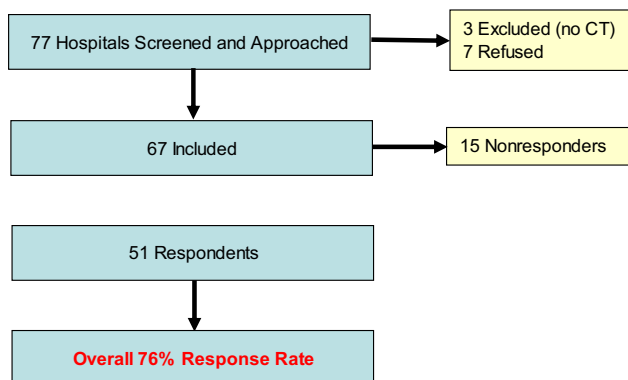 77 Hospitals Screened and Approached
3 Excluded (no CT)
7 Refused
67 Included
15 Nonresponders
51 Respondents
Overall 76% Response Rate